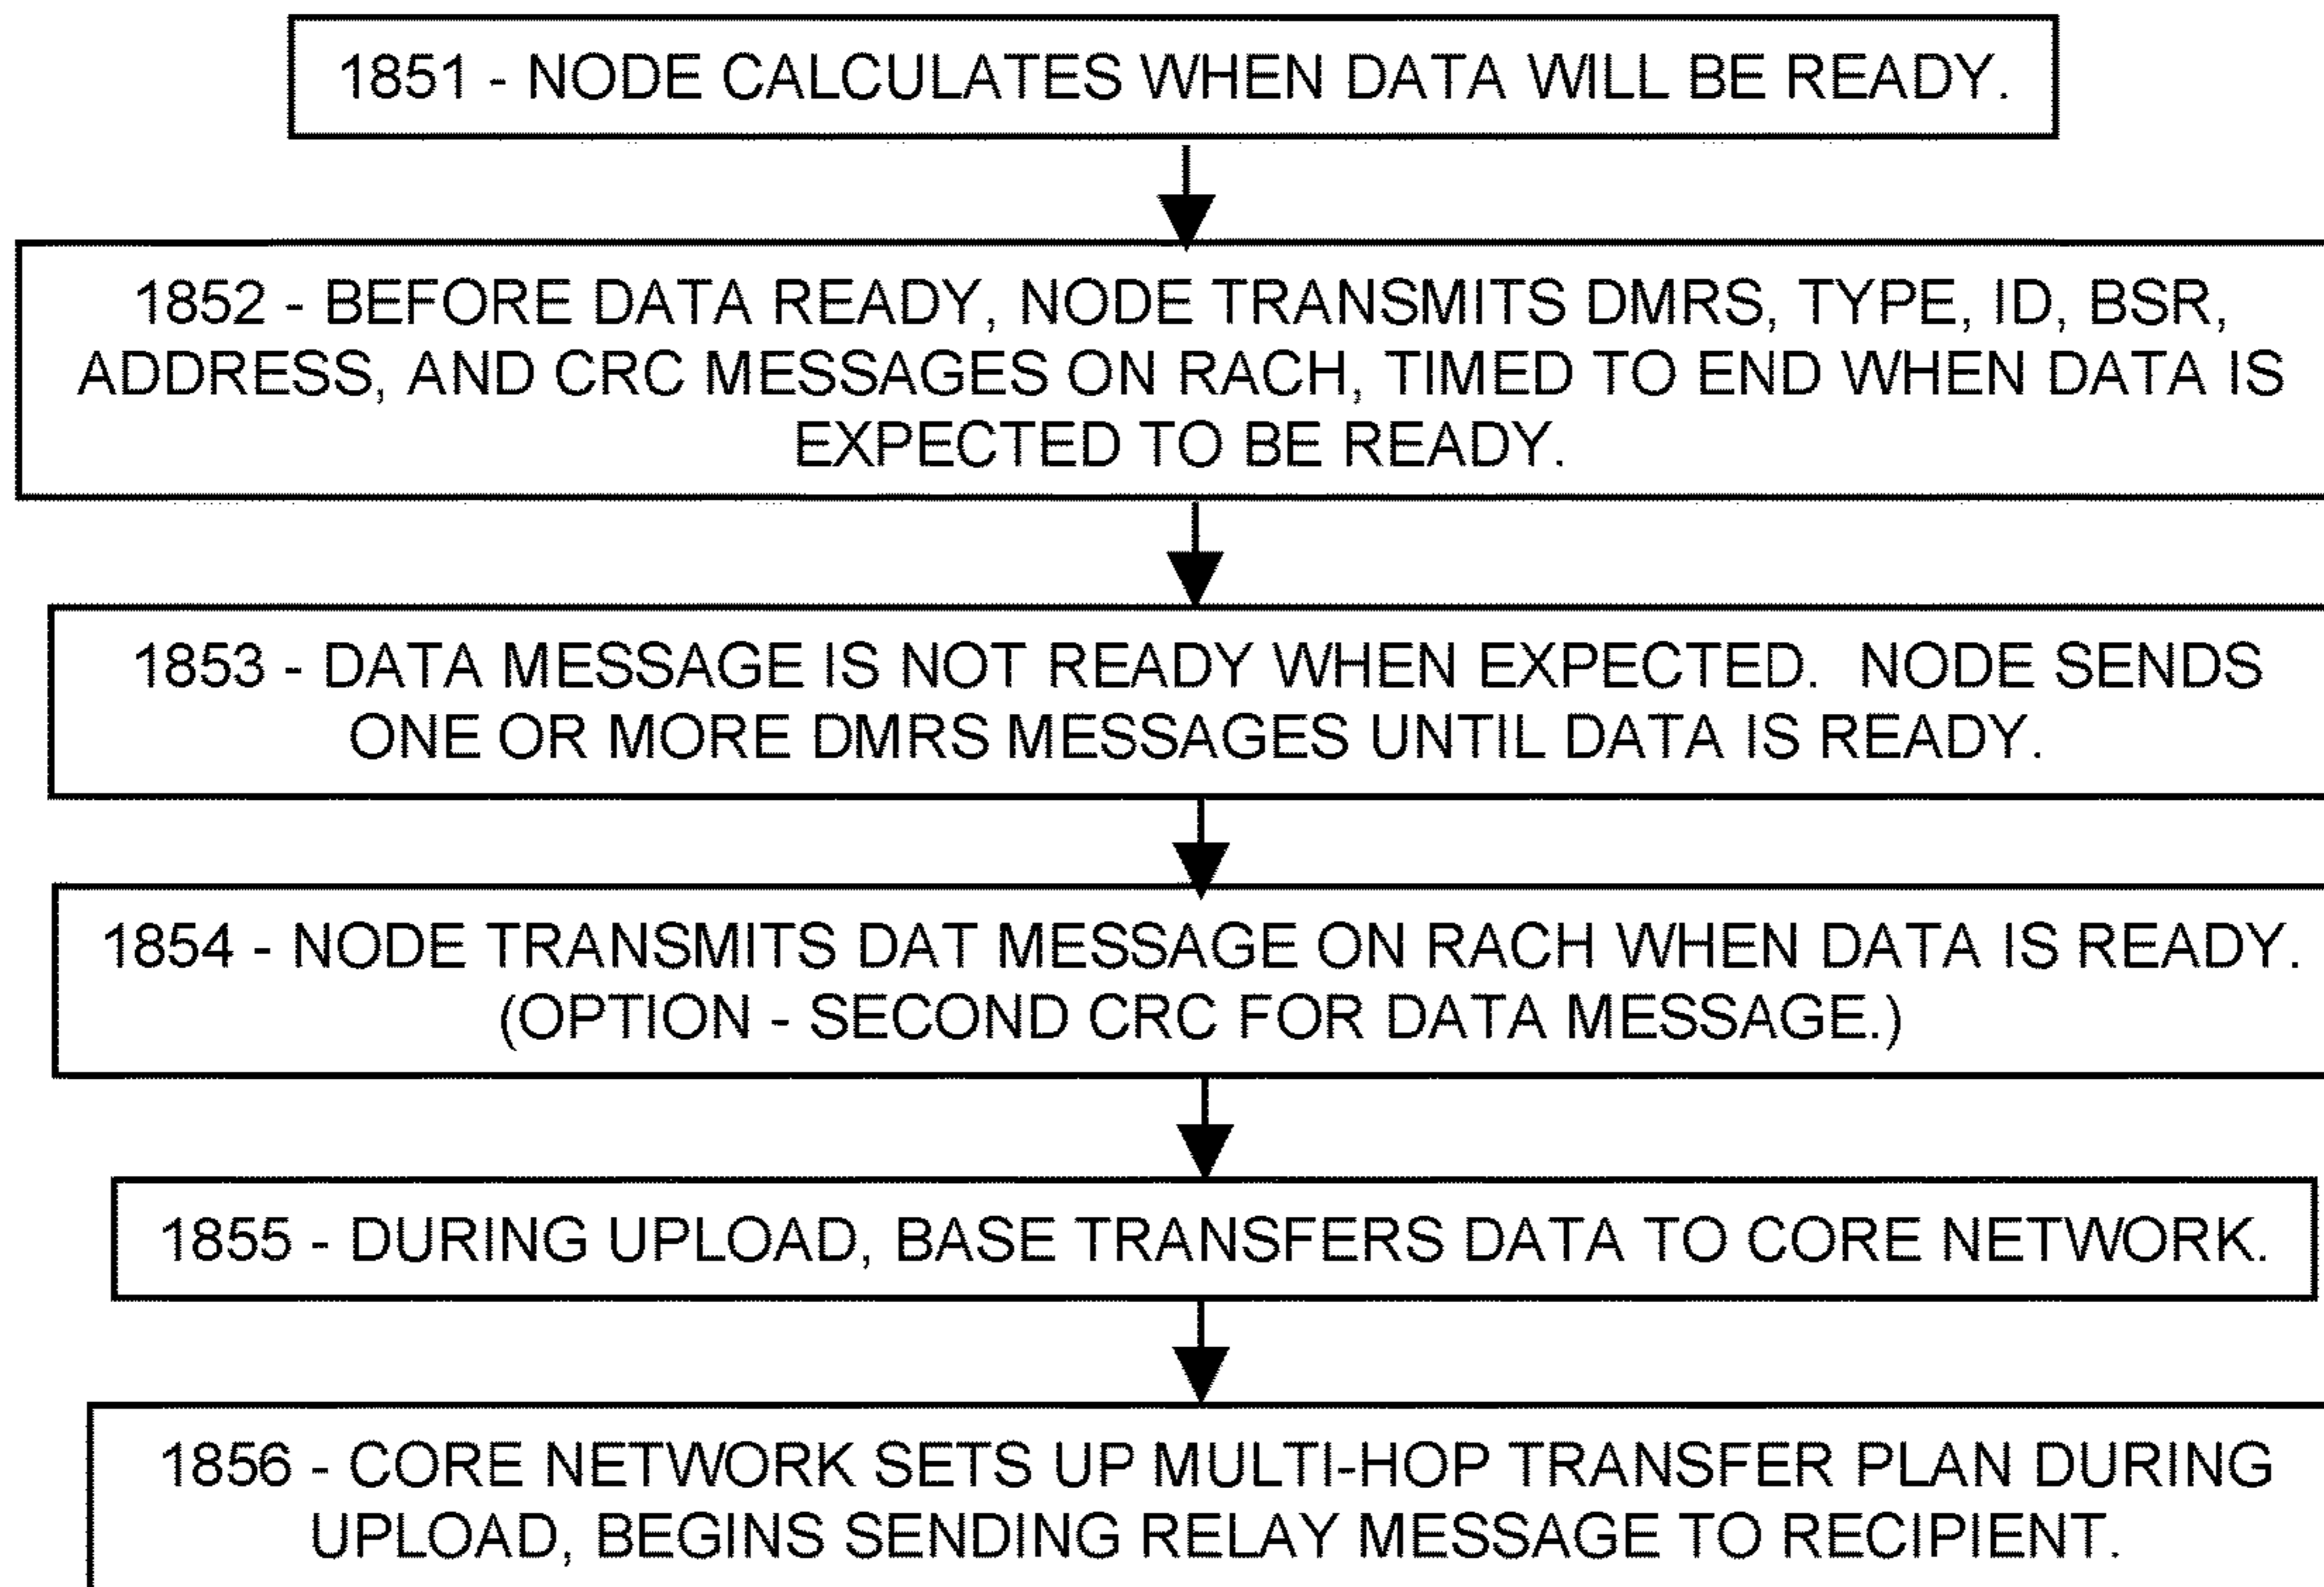 1851 - NODE CALCULATES WHEN DATA WILL BE READY.
1852 - BEFORE DATA READY, NODE TRANSMITS DMRS, TYPE, ID, BSR,
ADDRESS, AND CRC MESSAGES ON RACH, TIMED TO END WHEN DATA IS
EXPECTED TO BE READY.
1853 - DATA MESSAGE IS NOT READY WHEN EXPECTED. NODE SENDS
ONE OR MORE DMRS MESSAGES UNTIL DATA IS READY.
1854 - NODE TRANSMITS DAT MESSAGE ON RACH WHEN DATA IS READY.
(OPTION - SECOND CRC FOR DATA MESSAGE.)
1855 - DURING UPLOAD, BASE TRANSFERS DATA TO CORE NETWORK.
1856 - CORE NETWORK SETS UP MULTI-HOP TRANSFER PLAN DURING
UPLOAD, BEGINS SENDING RELAY MESSAGE TO RECIPIENT.